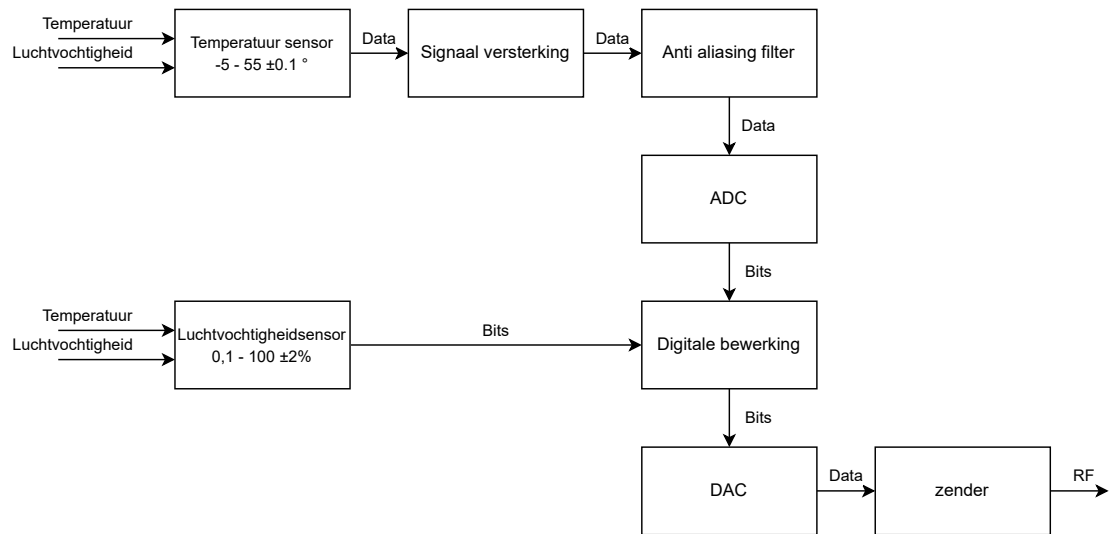 Temperatuur
Luchtvochtigheid
Temperatuur sensor
-5 - 55 ±0.1 °
Data
Signaal versterking
Data
Anti aliasing filter
Data
ADC
Bits
Temperatuur
Luchtvochtigheid
Luchtvochtigheidsensor
0,1 - 100 ±2%
Bits
Digitale bewerking
Bits
DAC
Data
zender
RF